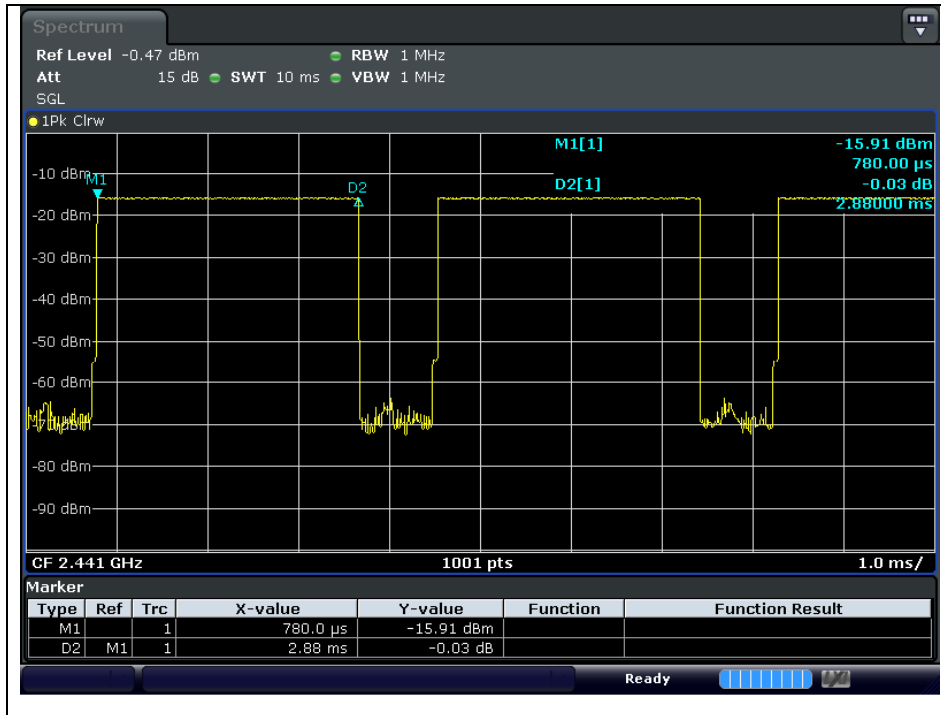 Spectrum
Ref Level -0.47 dBm RBW 1 MHz
Att 15 dB SWT 10 ms VBW 1 MHz
SGL
1Pk Clrw
M1[1] -15.91 dBm
780.00 µs
D2[1] -0.03 dB
2.88000 ms
M1
D2
-10 dBm
-20 dBm
-30 dBm
-40 dBm
-50 dBm
-60 dBm
-70 dBm
-80 dBm
-90 dBm
CF 2.441 GHz 1001 pts 1.0 ms/
Marker
Type Ref Trc X-value Y-value Function Function Result
M1 1 780.0 µs -15.91 dBm
D2 M1 1 2.88 ms -0.03 dB
Ready